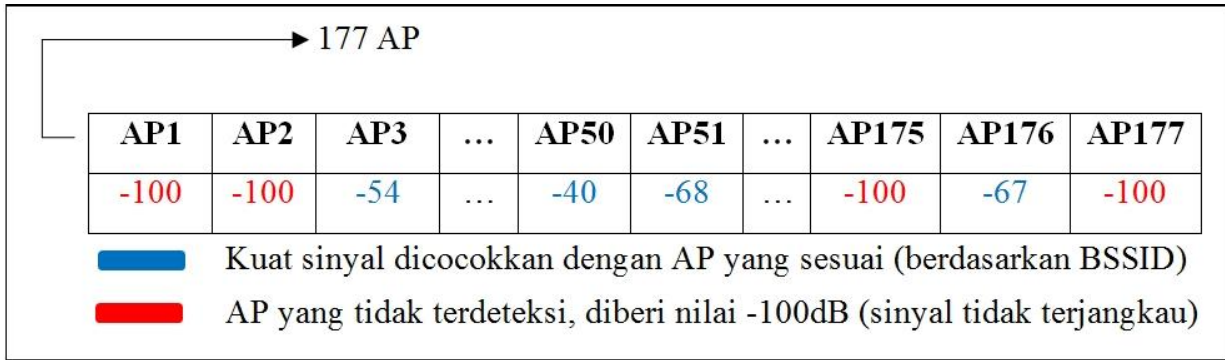 177 AP
AP1 AP2 AP3 … AP50 AP51 … AP175 AP176 AP177
-100 -100 -54 … -40 -68 … -100 -67 -100
Kuat sinyal dicocokkan dengan AP yang sesuai (berdasarkan BSSID)
AP yang tidak terdeteksi, diberi nilai -100dB (sinyal tidak terjangkau)